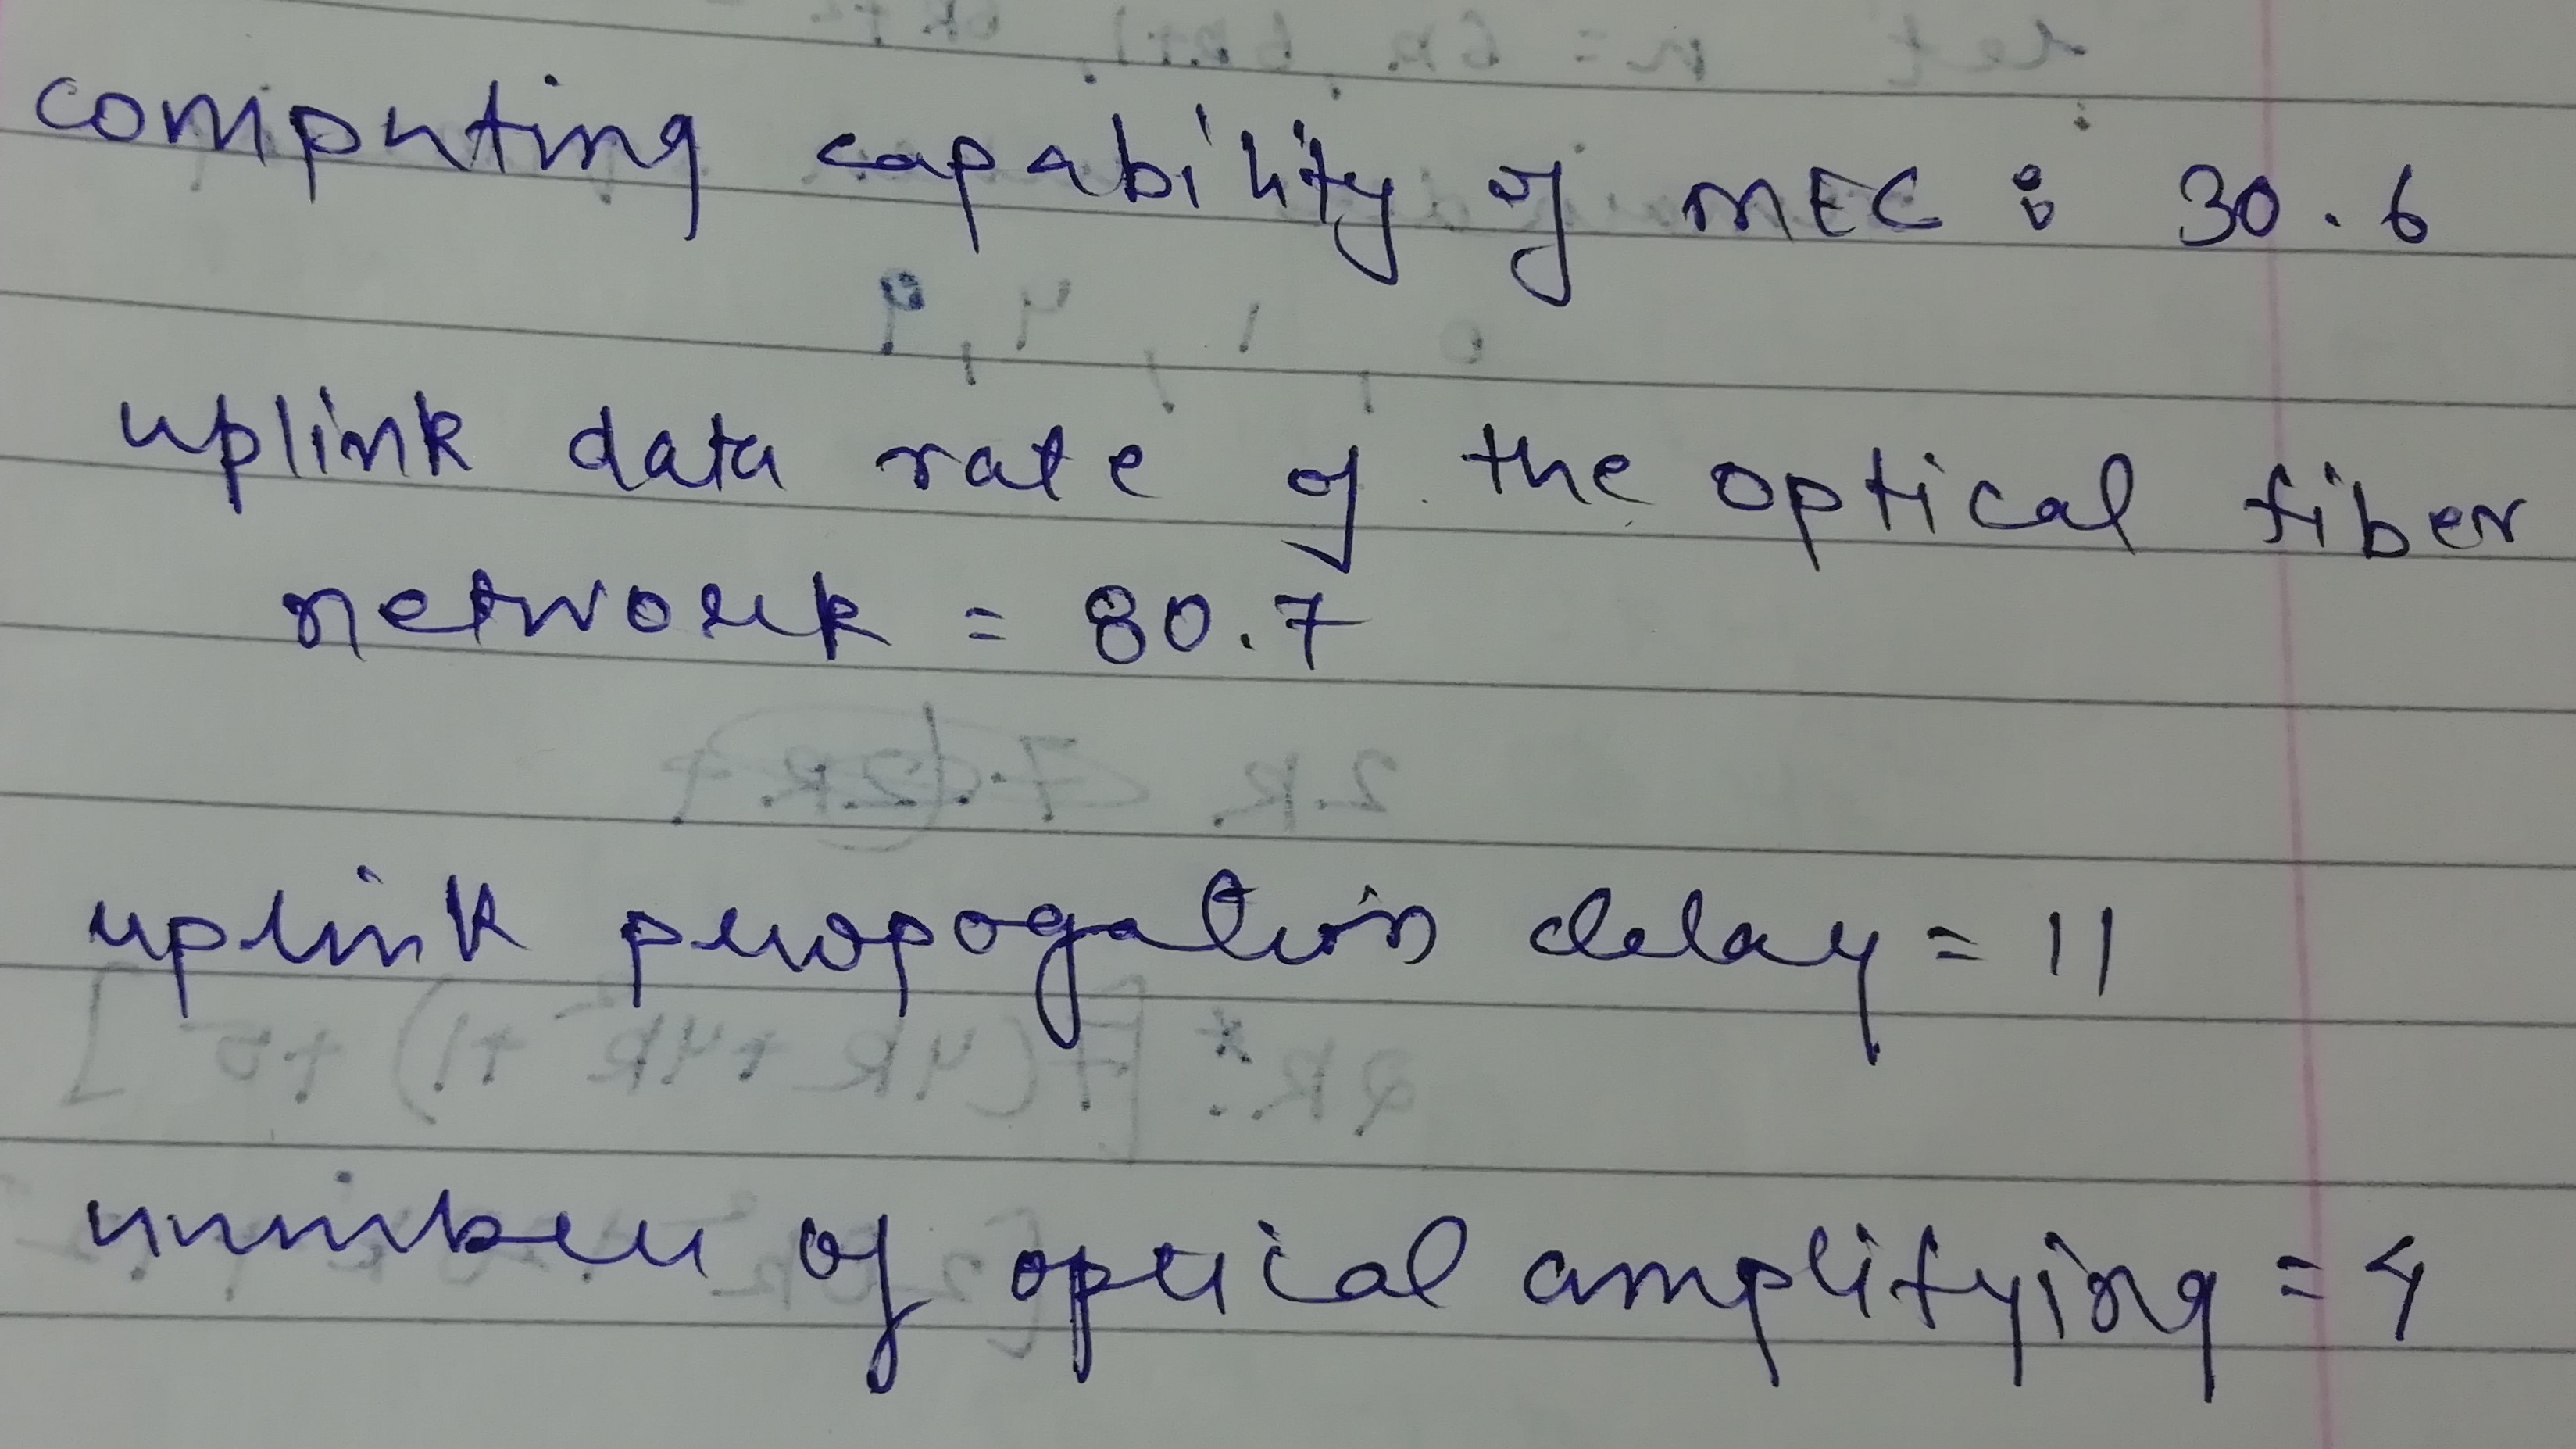 computing capability of MEC : 30.6
uplink data rate of the optical fiber
network = 80.7
uplink propogation delay = 11
number of optical amplifying = 4